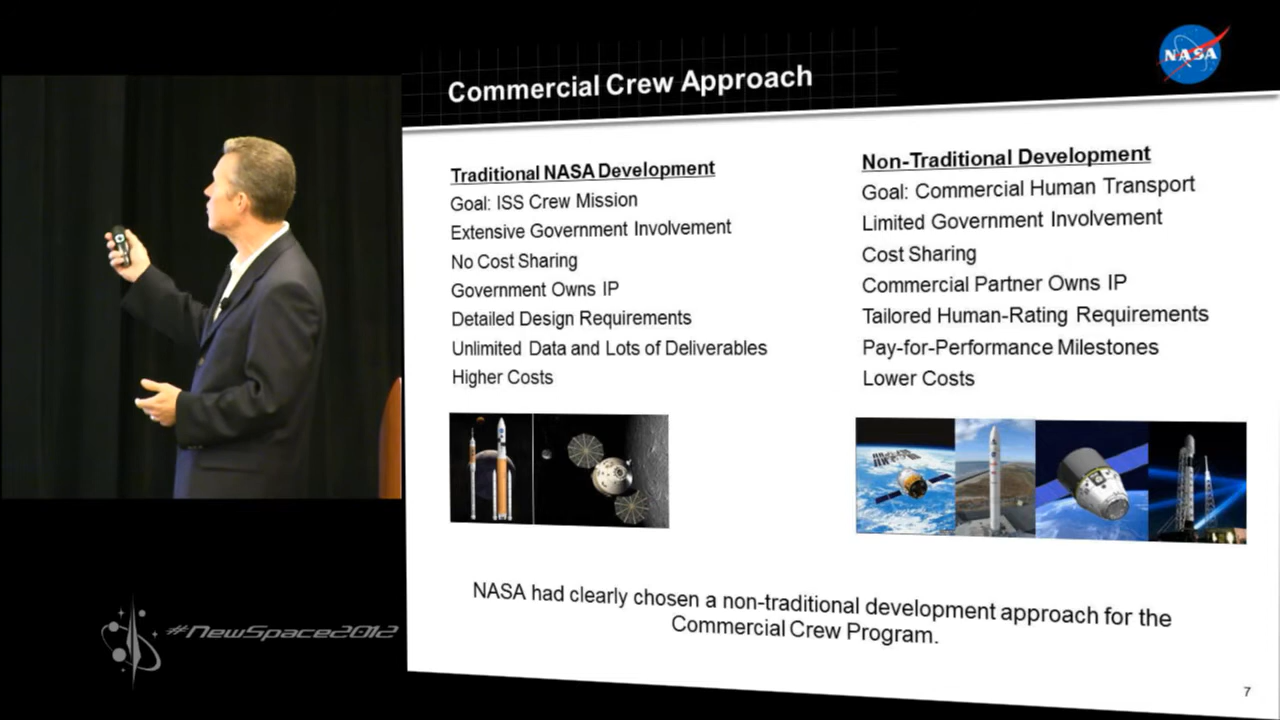 Commercial Crew Approach
NASA
Traditional NASA Development
Goal: ISS Crew Mission
Extensive Government Involvement
No Cost Sharing
Government Owns IP
Detailed Design Requirements
Unlimited Data and Lots of Deliverables
Higher Costs
Non-Traditional Development
Goal: Commercial Human Transport
Limited Government Involvement
Cost Sharing
Commercial Partner Owns IP
Tailored Human-Rating Requirements
Pay-for-Performance Milestones
Lower Costs
NASA had clearly chosen a non-traditional development approach for the
Commercial Crew Program.
#NewSpace2012
7